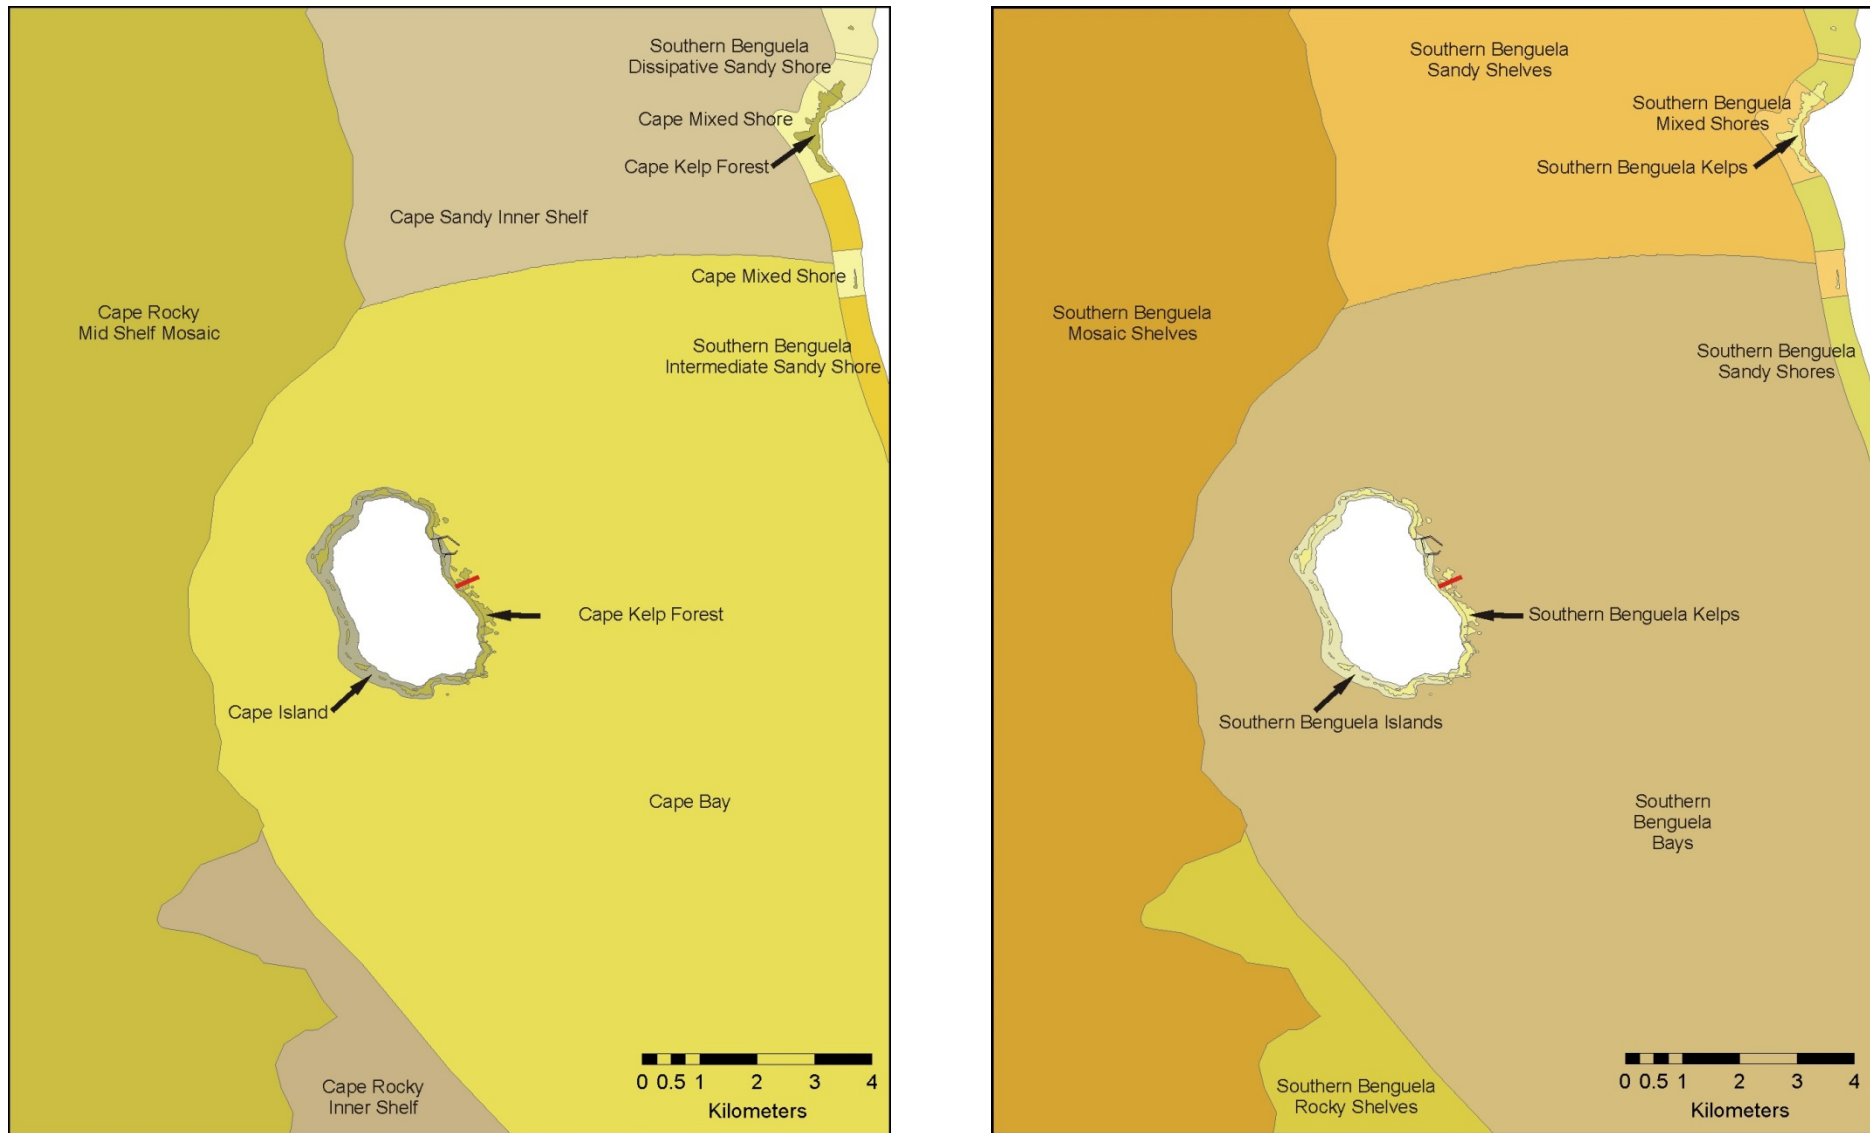 Southern Benguela
Dissipative Sandy Shore
Cape Mixed Shore
Cape Kelp Forest
Cape Sandy Inner Shelf
Cape Mixed Shore
Cape Rocky
Mid Shelf Mosaic
Southern Benguela
Intermediate Sandy Shore
Cape Kelp Forest
Cape Island
Cape Bay
Cape Rocky
Inner Shelf
0 0.5 1 2 3 4
Kilometers
Southern Benguela
Sandy Shelves
Southern Benguela
Mixed Shores
Southern Benguela Kelps
Southern Benguela
Mosaic Shelves
Southern Benguela
Sandy Shores
Southern Benguela Kelps
Southern Benguela Islands
Southern
Benguela
Bays
Southern Benguela
Rocky Shelves
0 0.5 1 2 3 4
Kilometers